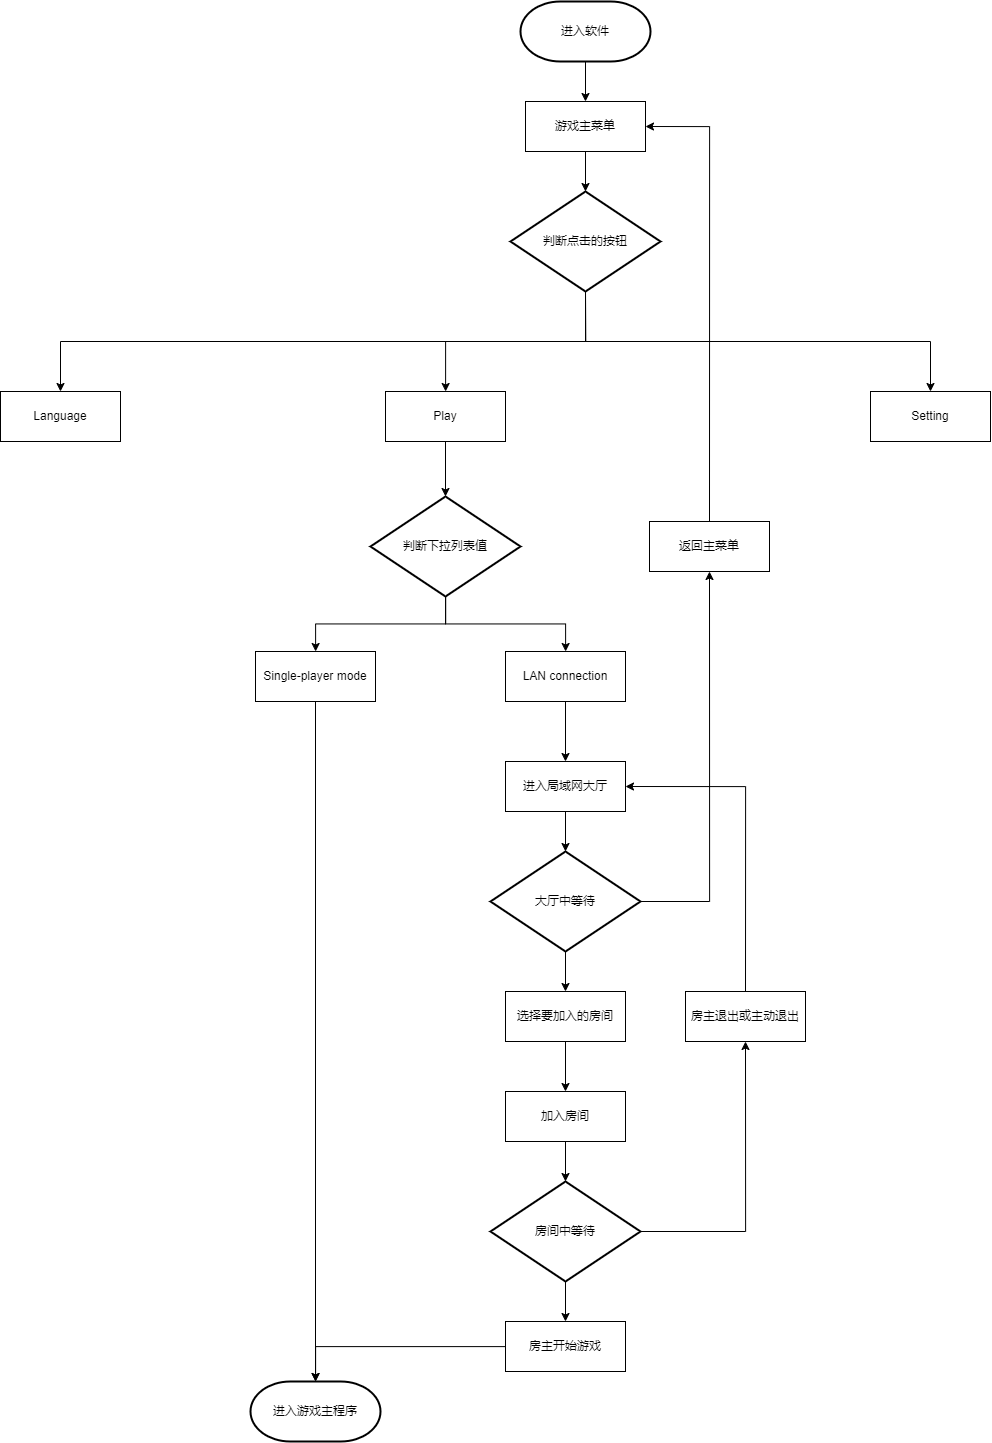 进入软件
游戏主菜单
判断点击的按钮
Language
Play
Setting
判断下拉列表值
返回主菜单
Single-player mode
LAN connection
进入局域网大厅
大厅中等待
选择要加入的房间
房主退出或主动退出
加入房间
房间中等待
房主开始游戏
进入游戏主程序